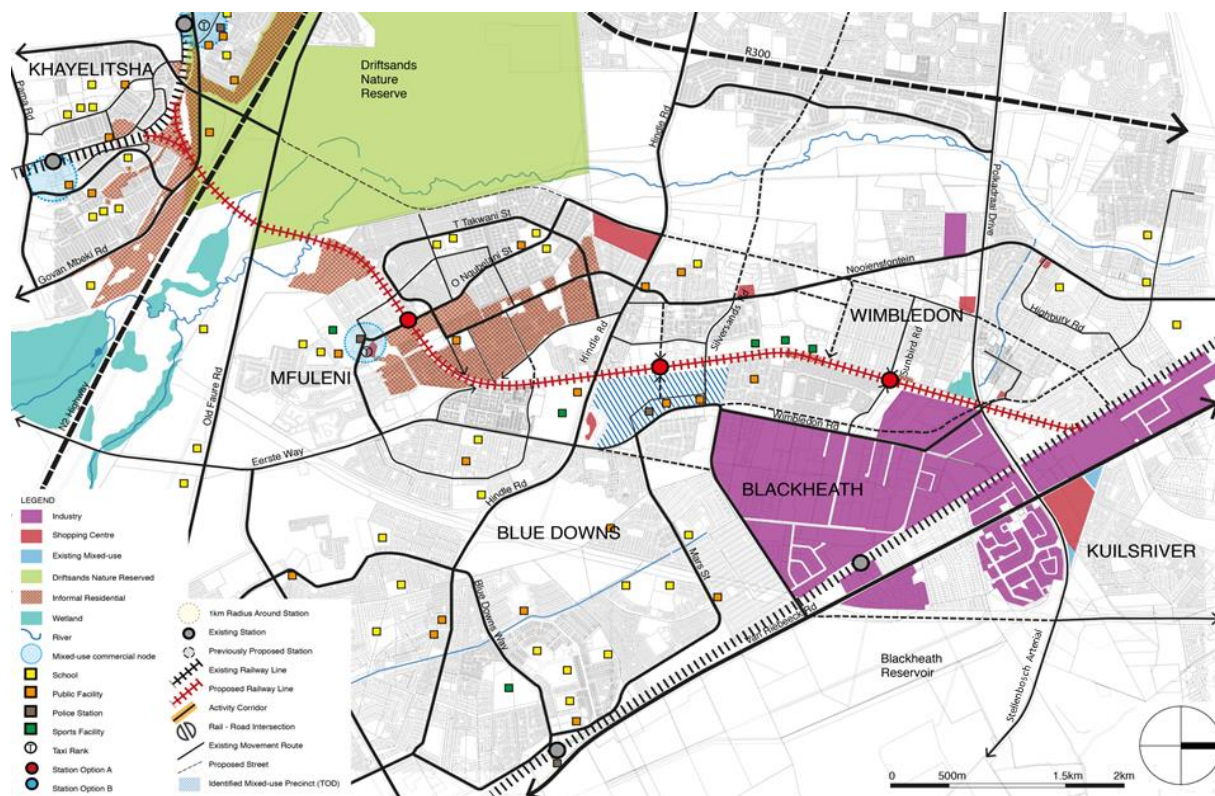 KHAYELITSHA
Driftsands
Nature
Reserve
R300
Pama Rd
Hindle Rd
Polkadraai Drive
T Takwani St
O Nqubelani St
Govan Mbeki Rd
Nooiensfontein
Silversands Rd
WIMBLEDON
Highbury Rd
Sunbird Rd
Hindle Rd
MFULENI
N2 Highway
Old Faure Rd
Wimbledon Rd
Eerste Way
Hindle Rd
BLACKHEATH
BLUE DOWNS
KUILSRIVER
Mars St
Blue Downs Way
Van Riebeeck Rd
Blackheath
Reservoir
Stellenbosch Arterial
LEGEND
Industry
Shopping Centre
Existing Mixed-use
Driftsands Nature Reserved
Informal Residential
Wetland
River
Mixed-use commercial node
School
Public Facility
Police Station
Sports Facility
T Taxi Rank
Station Option A
Station Option B
1km Radius Around Station
Existing Station
Previously Proposed Station
Existing Railway Line
Proposed Railway Line
Activity Corridor
Rail - Road Intersection
Existing Movement Route
Proposed Street
Identified Mixed-use Precinct (TOD)
0 500m 1.5km 2km